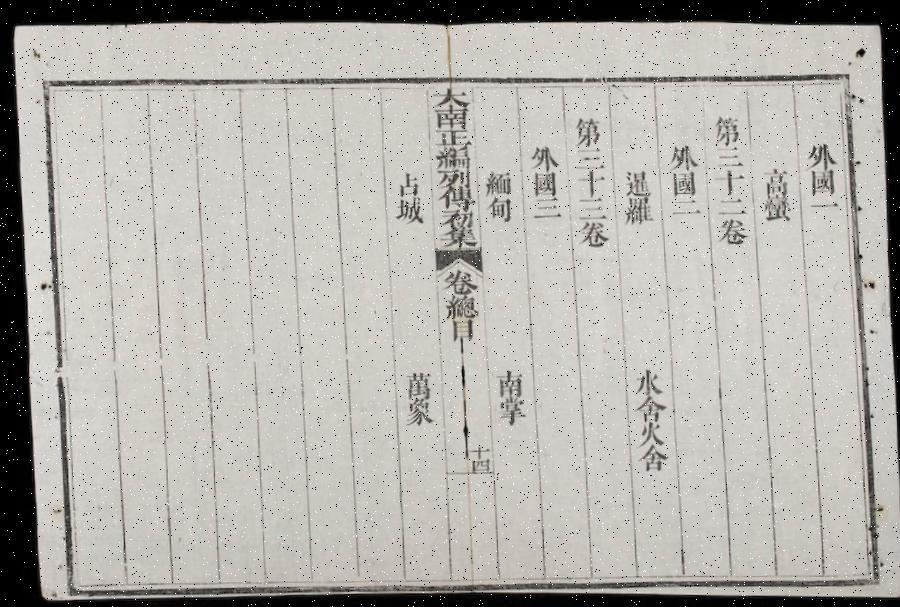 外國一
高蠻
第三十二卷
外國二
暹羅
水舍火舍
第三十三卷
外國三
緬甸
南掌
大南正編列傳初集
卷總目
十四
占城
萬象